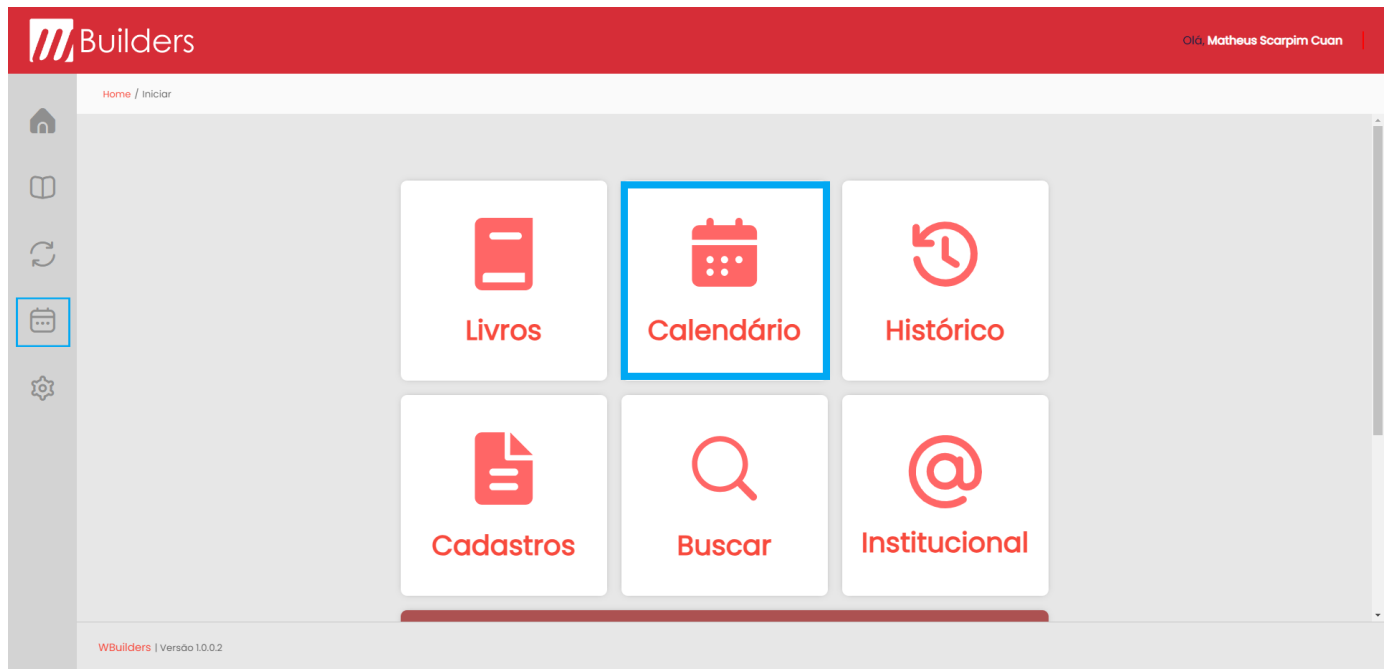 Builders
Olá, Matheus Scarpim Cuan
Home / Iniciar
Livros
Calendário
Histórico
Cadastros
Buscar
Institucional
WBuilders | Versão 1.0.0.2